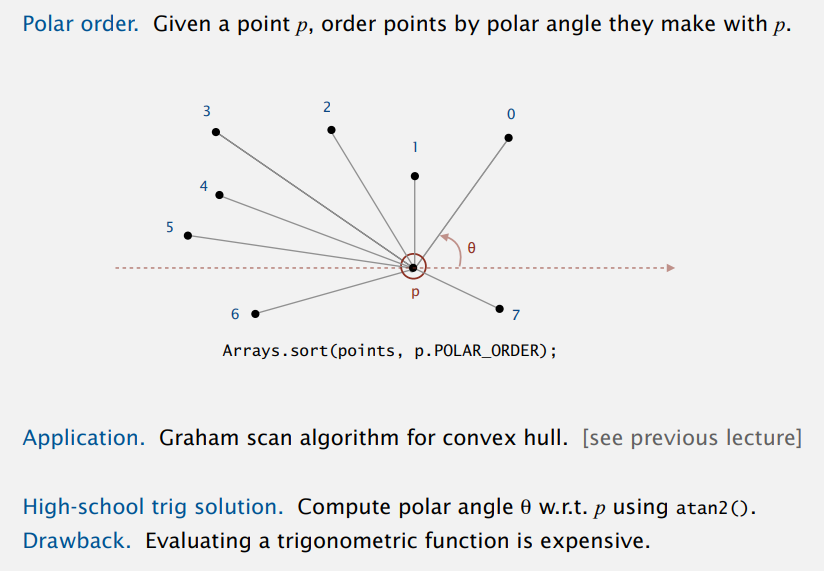 Polar order. Given a point p, order points by polar angle they make with p.
3
2
0
1
4
5
θ
p
6
7
Arrays.sort(points, p.POLAR_ORDER);
Application. Graham scan algorithm for convex hull. [see previous lecture]
High-school trig solution. Compute polar angle θ w.r.t. p using atan2().
Drawback. Evaluating a trigonometric function is expensive.